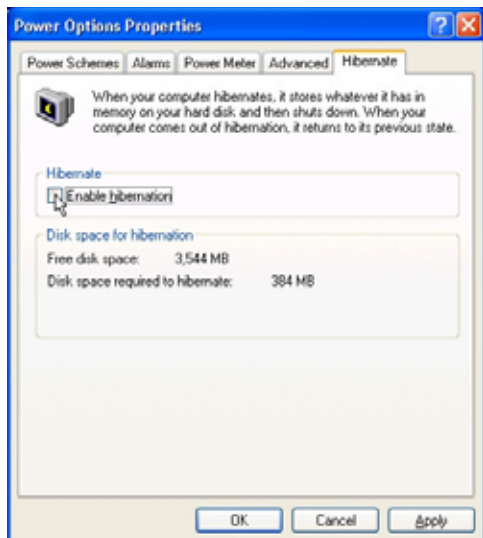 Power Options Properties
Power Schemes Alarms Power Meter Advanced Hibernate
When your computer hibernates, it stores whatever it has in
memory on your hard disk and then shuts down. When your
computer comes out of hibernation, it returns to its previous state.
Hibernate
Enable hibernation
Disk space for hibernation
Free disk space: 3,544 MB
Disk space required to hibernate: 384 MB
OK Cancel Apply